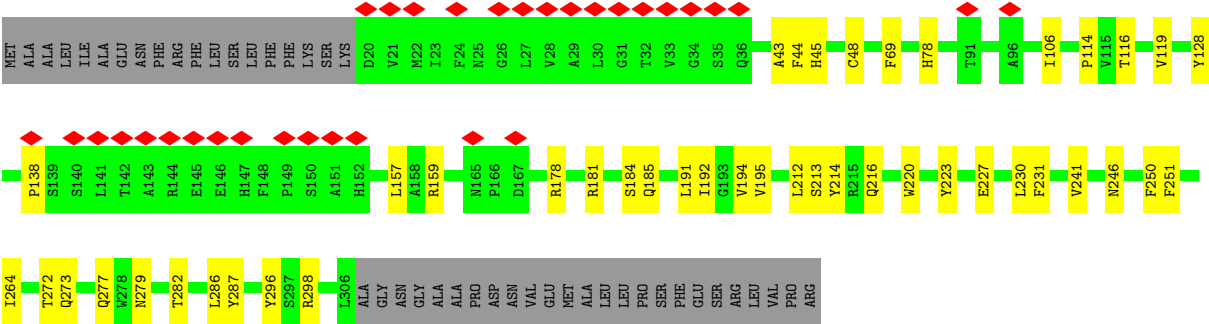 MET ALA ALA LEU ILE ALA GLU ASN PHE ARG PHE LEU SER LEU PHE PHE LYS SER LYS D20 V21 M22 I23 F24 N25 G26 L27 V28 A29 L30 G31 T32 V33 G34 S35 Q36 A43 F44 H45 C48 F69 H78 T91 A96 I106 P114 V115 T116 V119 Y128
P138 S139 S140 L141 T142 A143 R144 E145 E146 H147 F148 P149 S150 A151 H152 L157 A158 R159 N165 P166 D167 R178 R181 S184 Q185 L191 I192 G193 V194 V195 L212 S213 Y214 R215 Q216 W220 Y223 E227 L230 F231 V241 N246 F250 F251
I264 T272 Q273 Q277 W278 N279 T282 L286 Y287 Y296 S297 R298 L306 ALA GLY ASN GLY ALA ALA PRO ASP ASN VAL GLU MET ALA LEU LEU PRO SER PHE GLU SER ARG LEU VAL PRO ARG